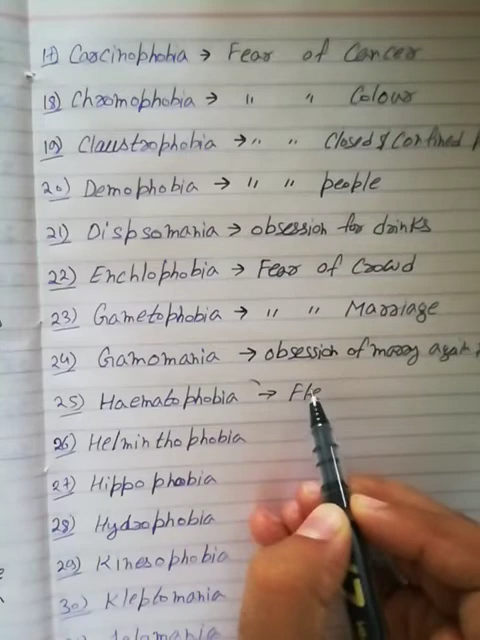 17) Carcinophobia → Fear of Cancer
18) Chromophobia → " " Colour
19) Claustrophobia → " " Closed & Confined
20) Demophobia → " " people
21) Dispsomania → obsession for drinks
22) Enchlophobia → Fear of Crowd
23) Gametophobia → " " Marriage
24) Gamomania → obsession of marry again
25) Haematophobia → Fhe
26) Helminthophobia
27) Hippophobia
28) Hydrophobia
29) Kinesophobia
30) Kleptomania